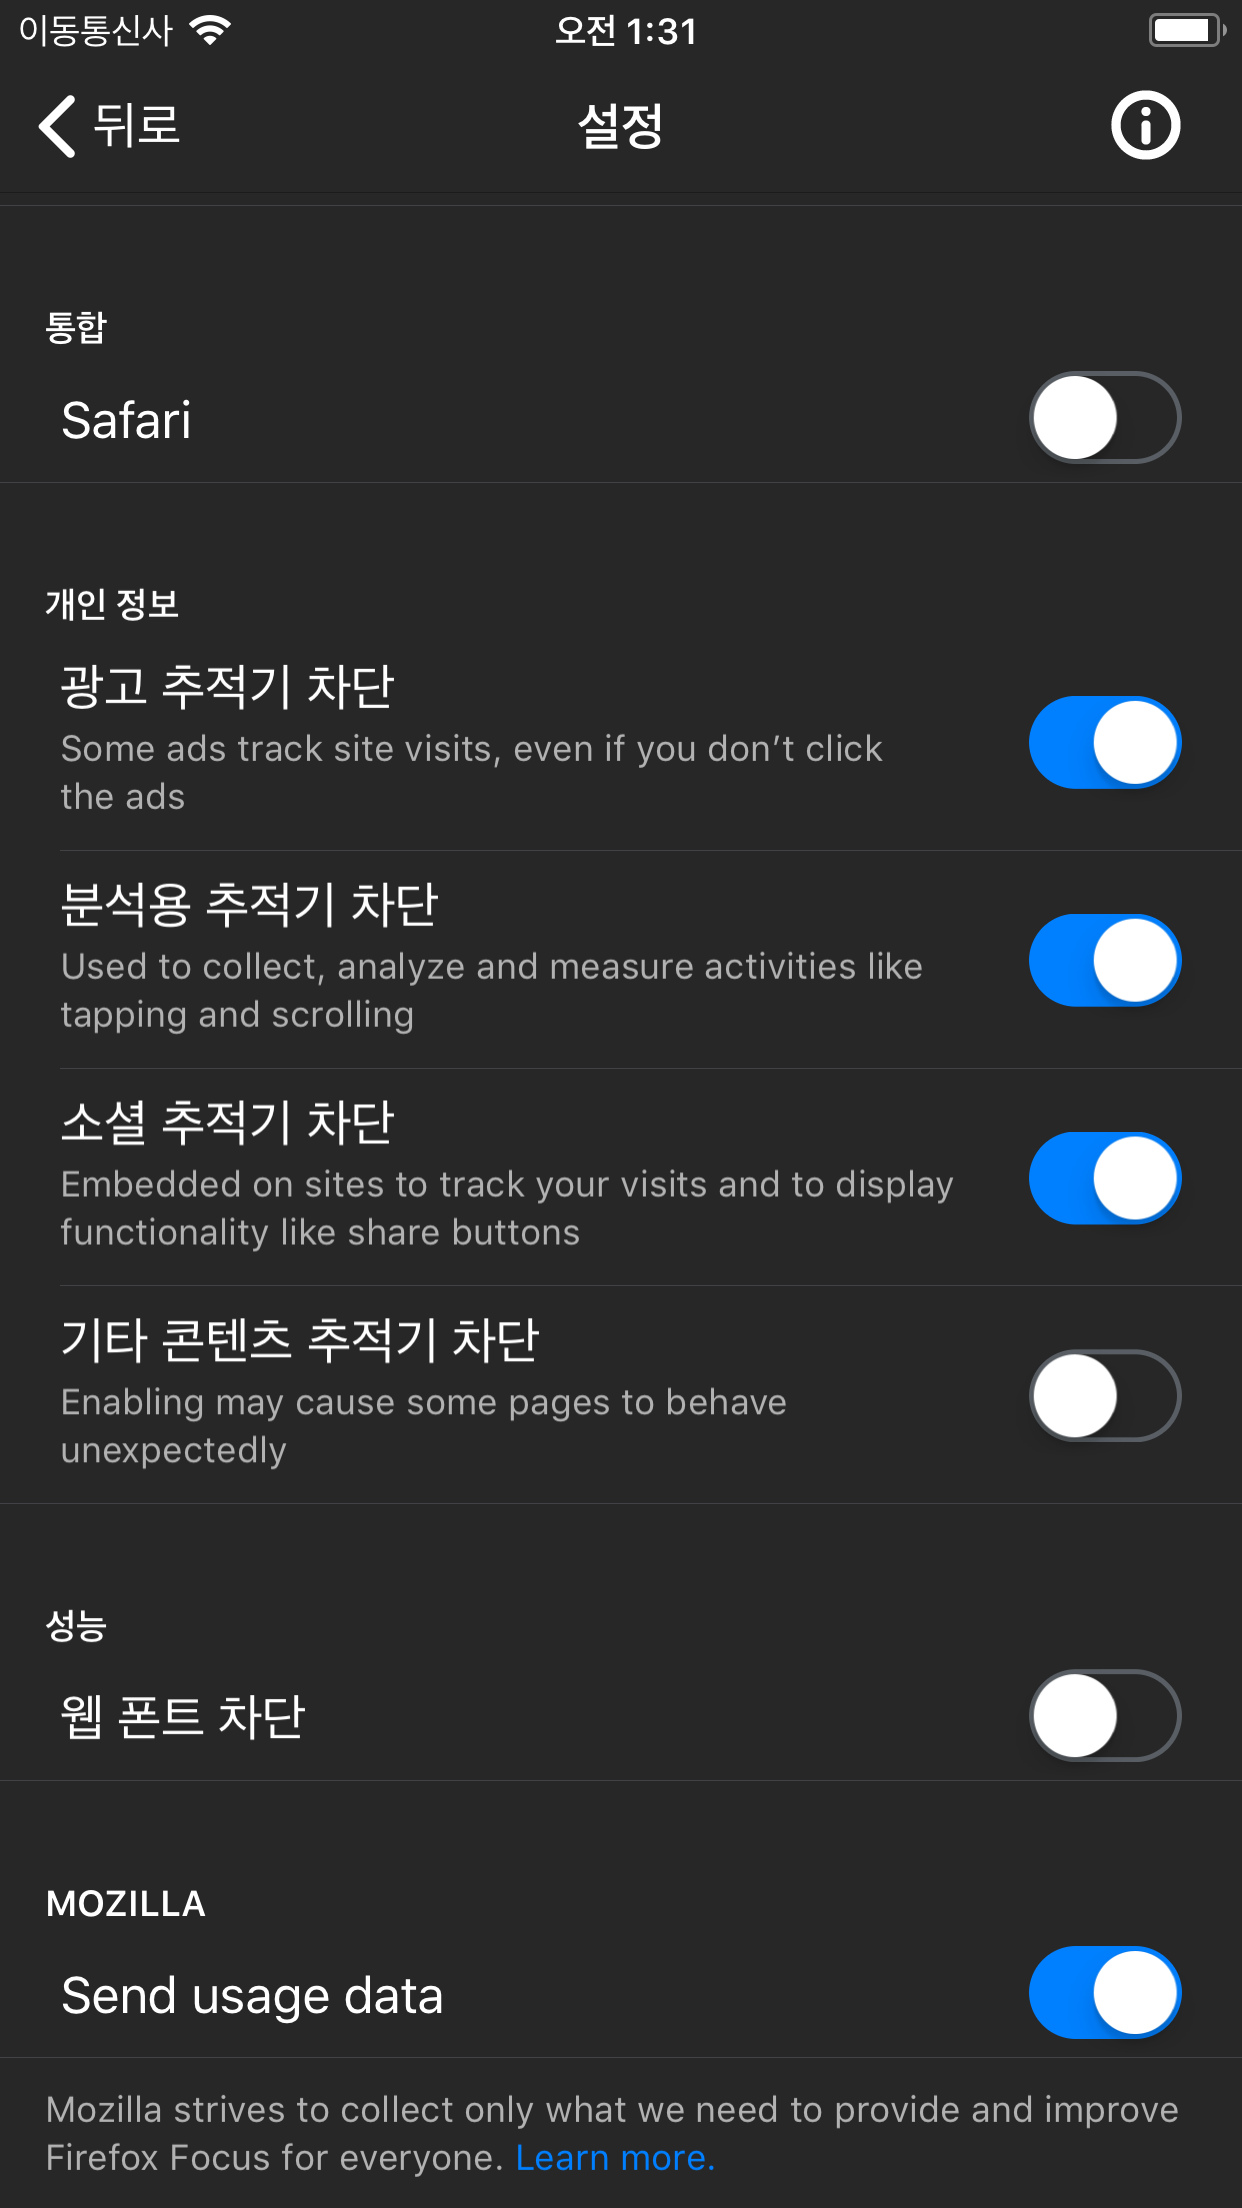 이동통신사
오전 1:31
뒤로
설정
통합
Safari
개인 정보
광고 추적기 차단
Some ads track site visits, even if you don’t click
the ads
분석용 추적기 차단
Used to collect, analyze and measure activities like
tapping and scrolling
소셜 추적기 차단
Embedded on sites to track your visits and to display
functionality like share buttons
기타 콘텐츠 추적기 차단
Enabling may cause some pages to behave
unexpectedly
성능
웹 폰트 차단
MOZILLA
Send usage data
Mozilla strives to collect only what we need to provide and improve
Firefox Focus for everyone. Learn more.